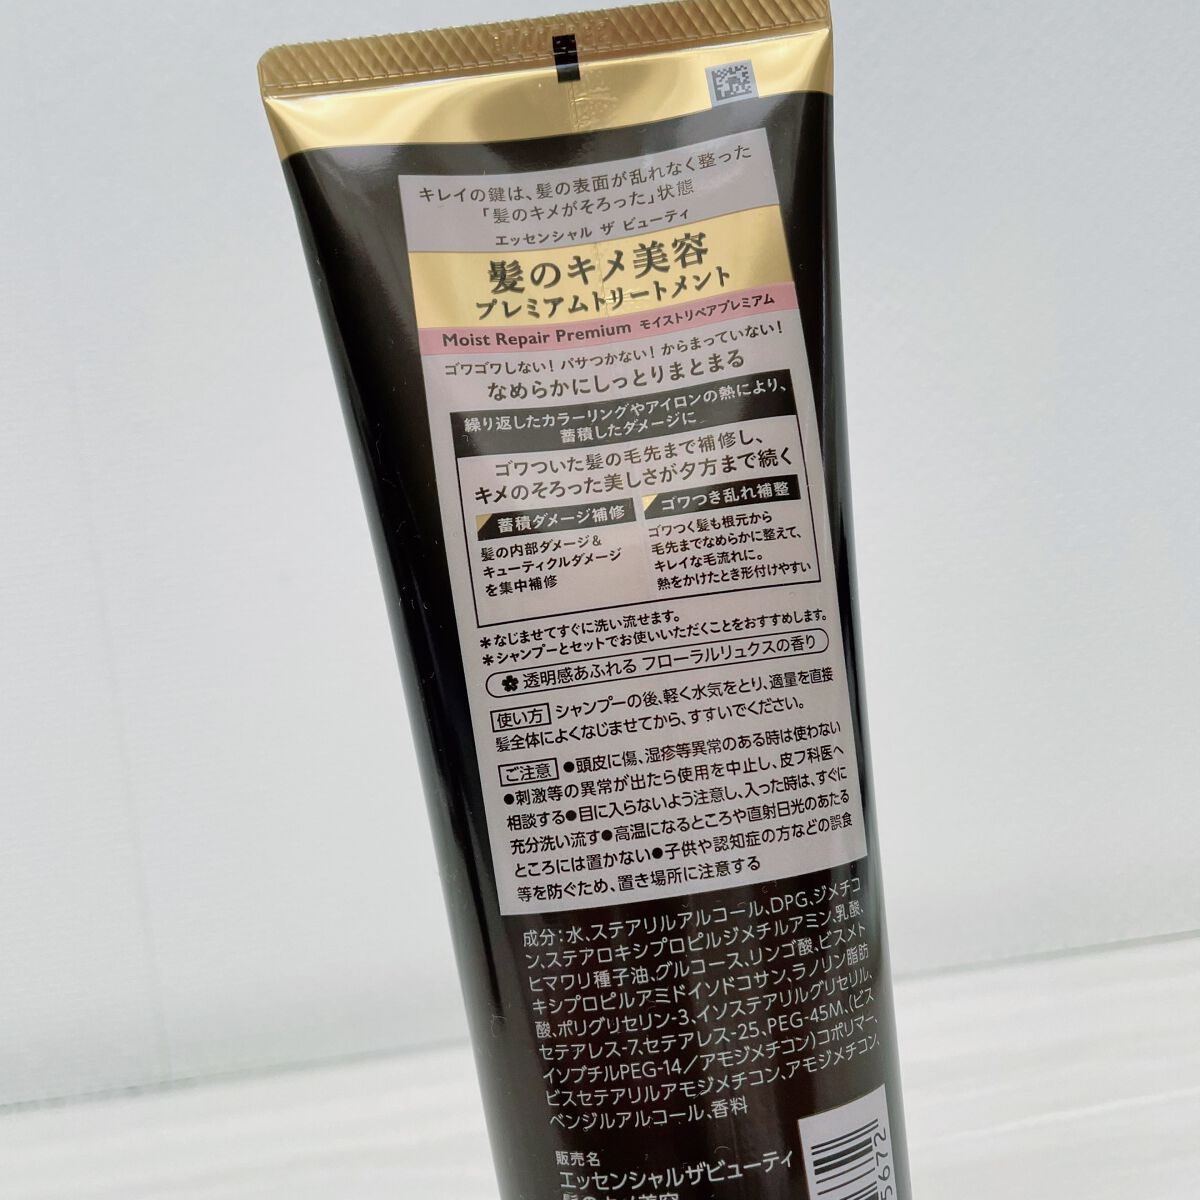 キレイの鍵は、髪の表面が乱れなく整った
「髪のキメがそろった」状態
エッセンシャル ザ ビューティ
髪のキメ美容
プレミアムトリートメント
Moist Repair Premium モイストリペアプレミアム
ゴワゴワしない！パサつかない！からまっていない！
なめらかにしっとりまとまる
繰り返したカラーリングやアイロンの熱により、
蓄積したダメージに
ゴワついた髪の毛先まで補修し、
キメのそろった美しさが夕方まで続く
蓄積ダメージ補修
髪の内部ダメージ＆
キューティクルダメージ
を集中補修
ゴワつき乱れ補整
ゴワつく髪も根元から
毛先までなめらかに整えて、
キレイな毛流れに。
熱をかけたとき形付けやすい
＊なじませてすぐに洗い流せます。
＊シャンプーとセットでお使いいただくことをおすすめします。
透明感あふれる フローラルリュクスの香り
使い方 シャンプーの後、軽く水気をとり、適量を直接
髪全体によくなじませてから、すすいでください。
ご注意 ●頭皮に傷、湿疹等異常のある時は使わない
●刺激等の異常が出たら使用を中止し、皮フ科医へ
相談する●目に入らないよう注意し、入った時は、すぐに
充分洗い流す●高温になるところや直射日光のあたる
ところには置かない●子供や認知症の方などの誤食
等を防ぐため、置き場所に注意する
成分：水、ステアリルアルコール、DPG、ジメチコ
ン、ステアロキシプロピルジメチルアミン、乳酸、
ヒマワリ種子油、グルコース、リンゴ酸、ビスメト
キシプロピルアミドイソドコサン、ラノリン脂肪
酸、ポリグリセリン-3、イソステアリルグリセリル、
セテアレス-7、セテアレス-25、PEG-45M、（ビス
イソブチルPEG-14／アモジメチコン）コポリマー、
ビスセテアリルアモジメチコン、アモジメチコン、
ベンジルアルコール、香料
販売名
エッセンシャルザビューティ
髪のキメ美容
5672